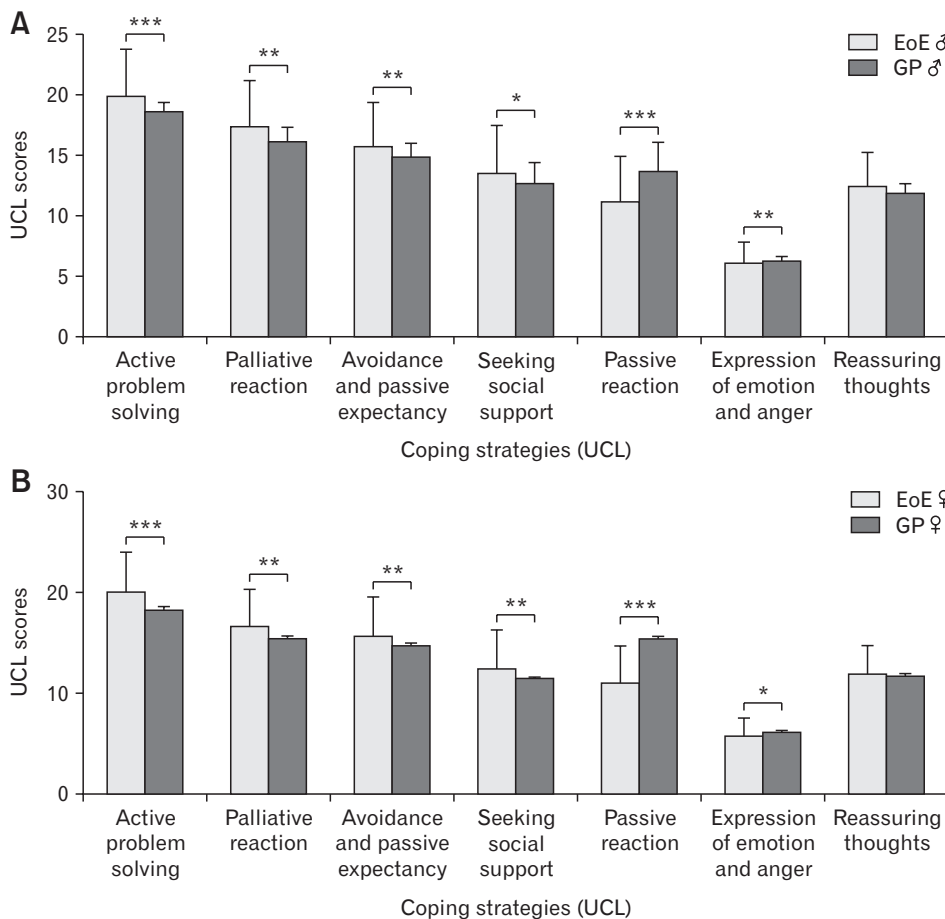 A
EoE ♂
GP ♂
UCL scores
25
20
15
10
5
0
***
**
**
*
***
**
Active
problem
solving
Palliative
reaction
Avoidance
and passive
expectancy
Seeking
social
support
Passive
reaction
Expression
of emotion
and anger
Reassuring
thoughts
Coping strategies (UCL)
B
EoE ♀
GP ♀
UCL scores
30
20
10
0
***
**
**
**
***
*
Active
problem
solving
Palliative
reaction
Avoidance
and passive
expectancy
Seeking
social
support
Passive
reaction
Expression
of emotion
and anger
Reassuring
thoughts
Coping strategies (UCL)